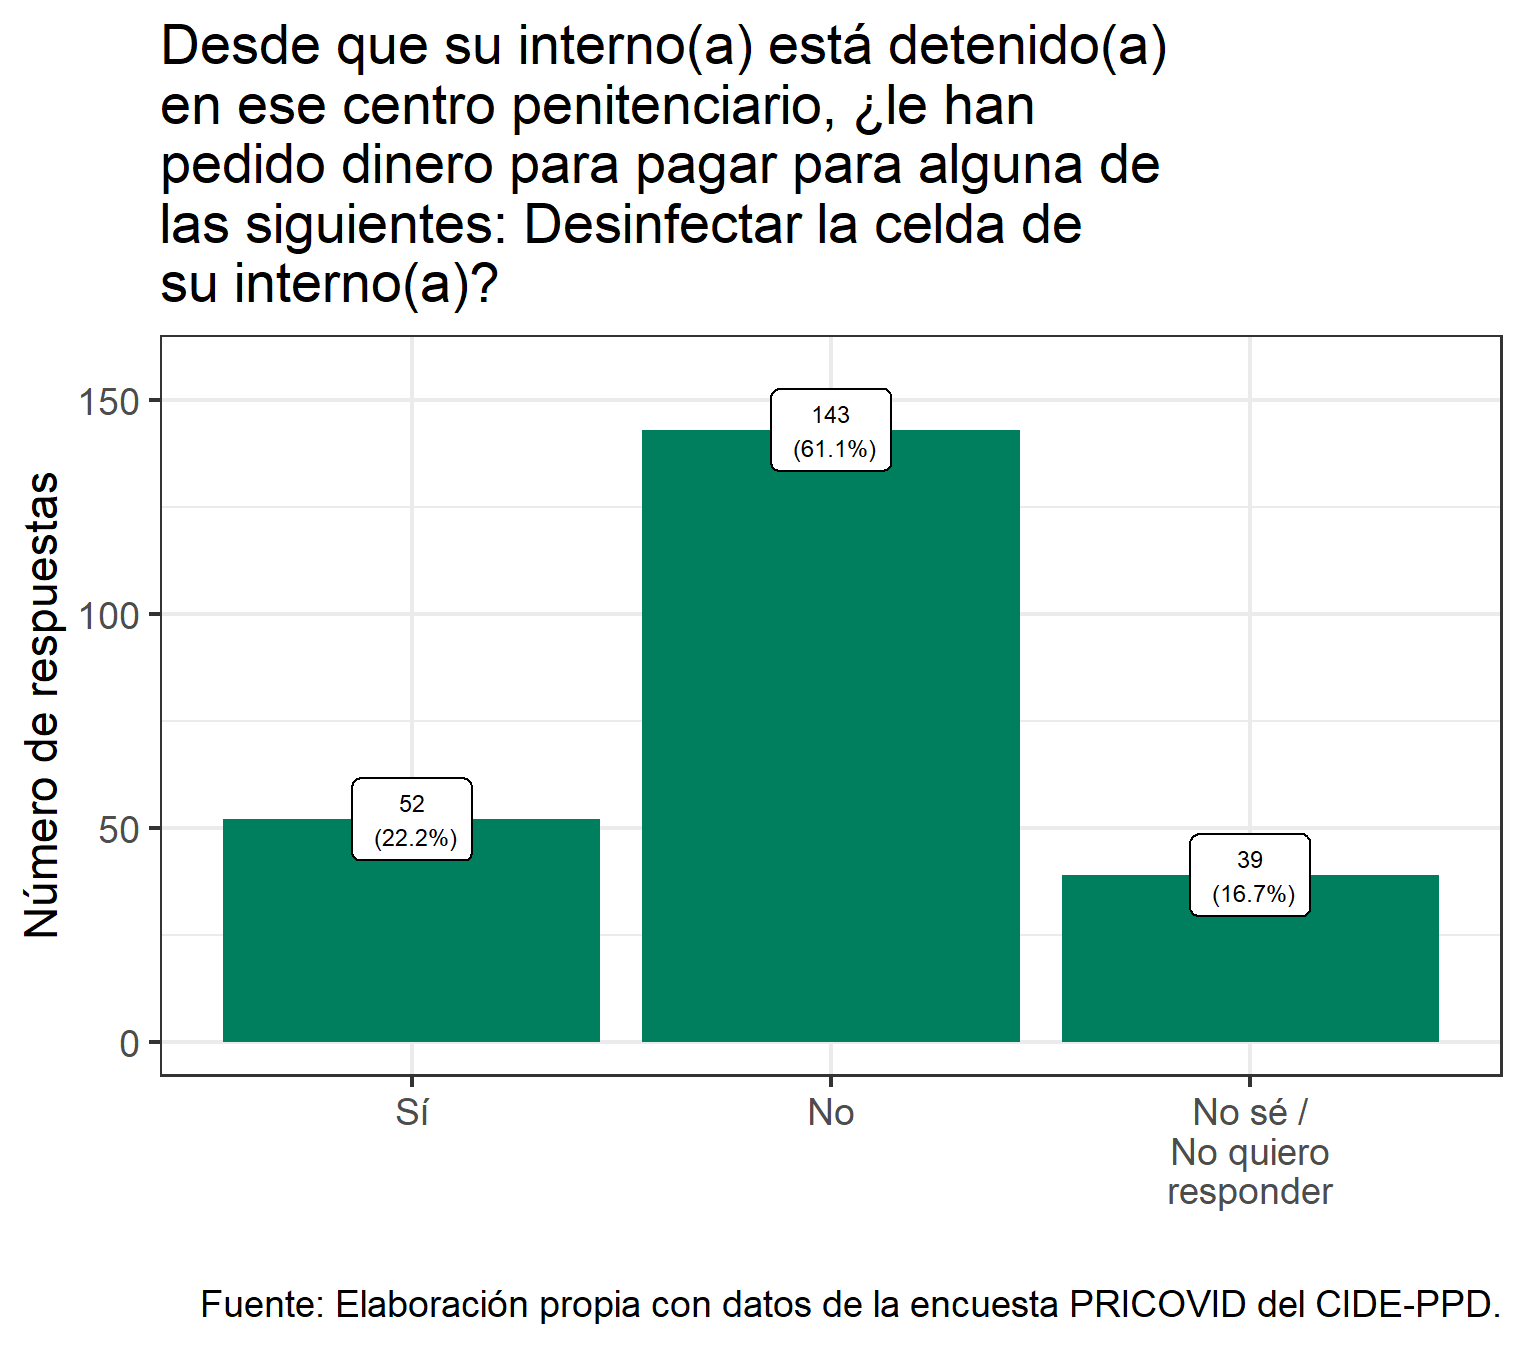 Desde que su interno(a) está detenido(a)
en ese centro penitenciario, ¿le han
pedido dinero para pagar para alguna de
las siguientes: Desinfectar la celda de
su interno(a)?
Número de respuestas
150
100
50
0
52
(22.2%)
143
(61.1%)
39
(16.7%)
Sí
No
No sé /
No quiero
responder
Fuente: Elaboración propia con datos de la encuesta PRICOVID del CIDE-PPD.